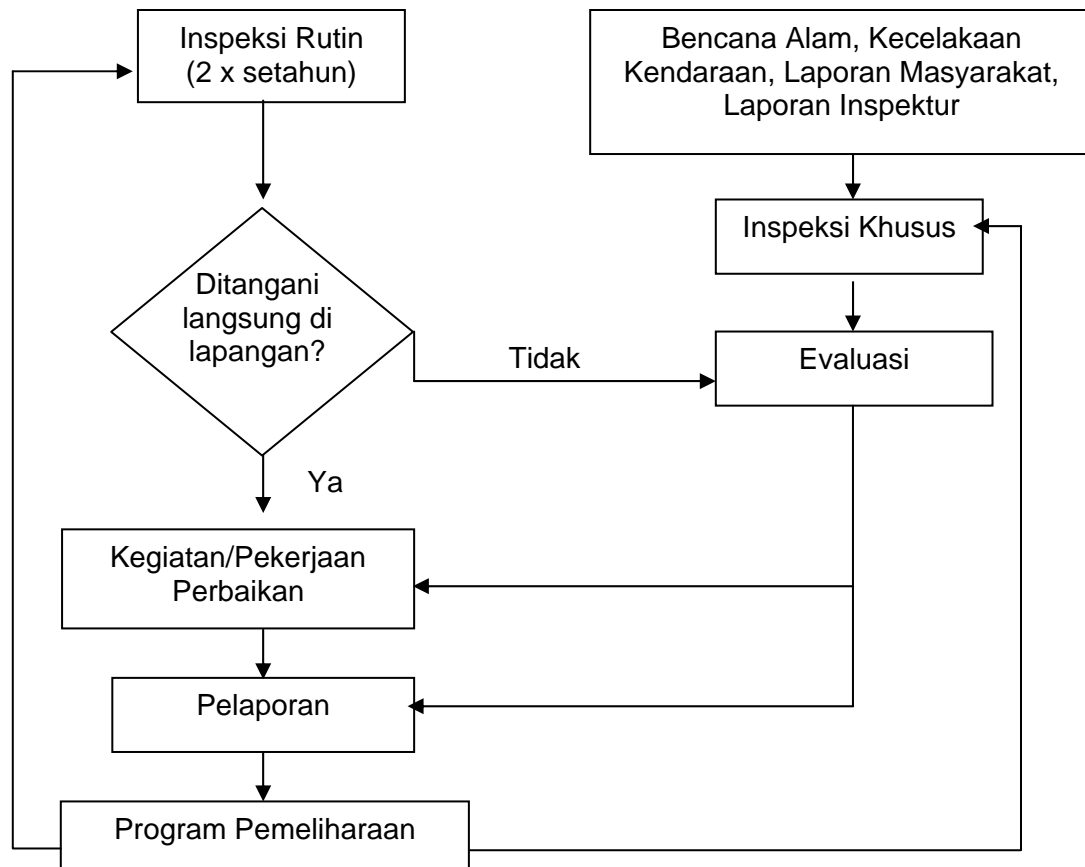 Inspeksi Rutin
(2 x setahun)
Bencana Alam, Kecelakaan
Kendaraan, Laporan Masyarakat,
Laporan Inspektur
Inspeksi Khusus
Ditangani
langsung di
lapangan?
Tidak
Evaluasi
Ya
Kegiatan/Pekerjaan
Perbaikan
Pelaporan
Program Pemeliharaan